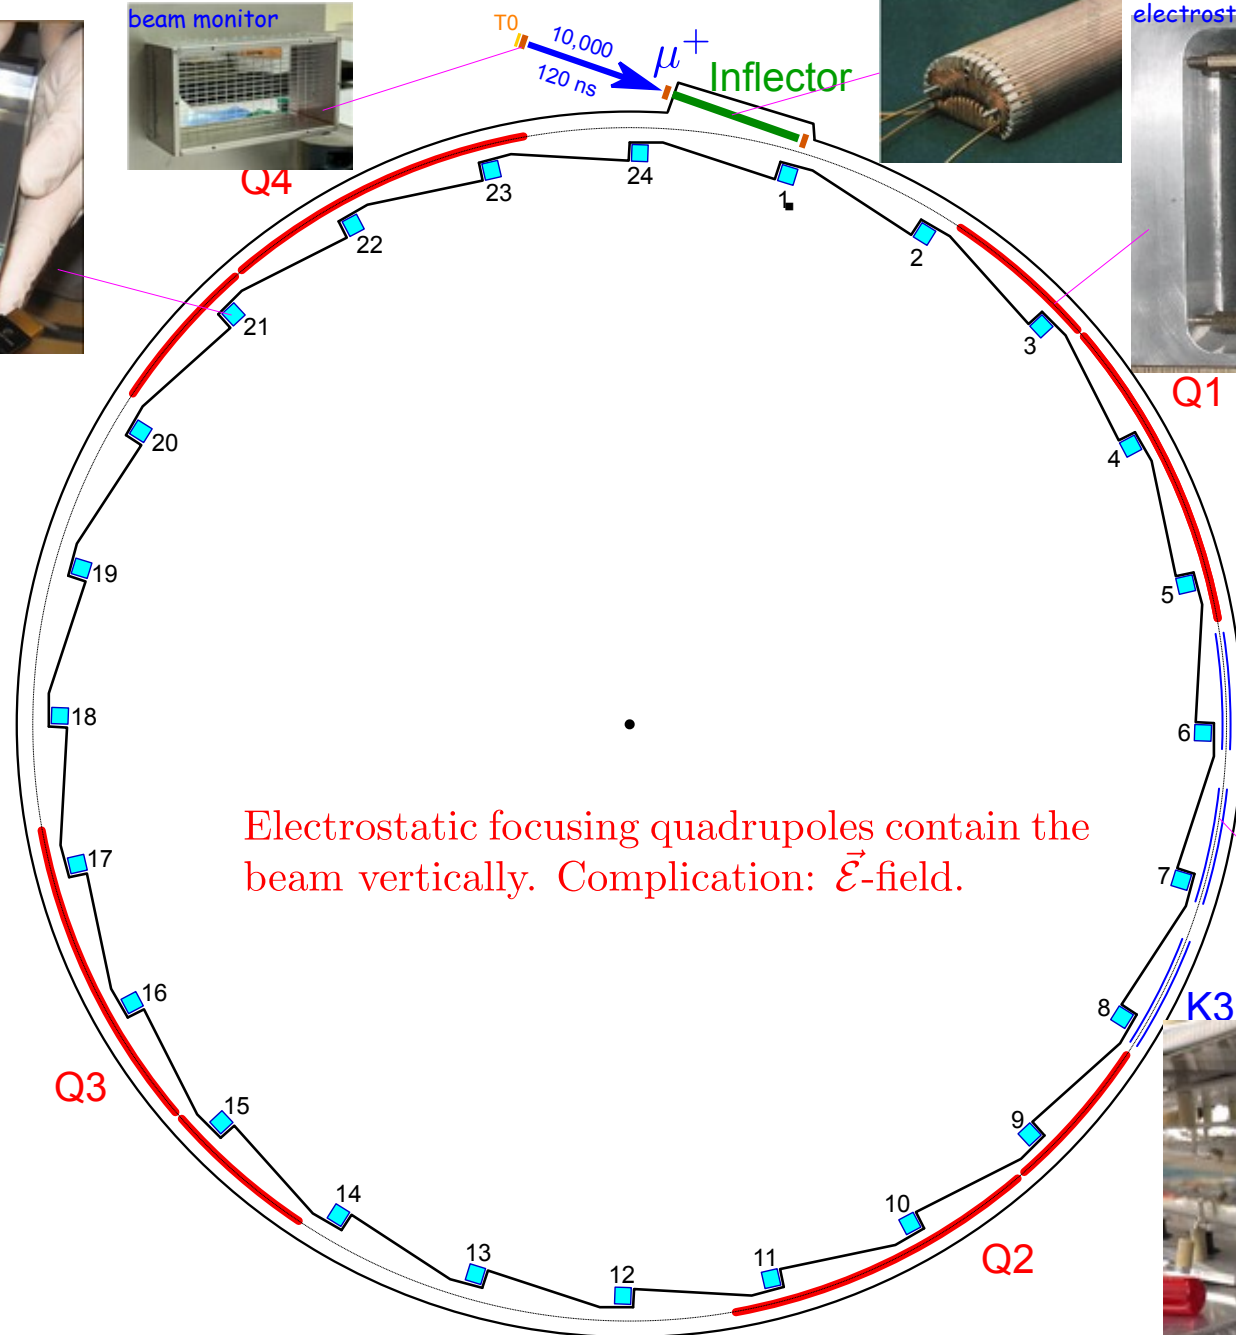 beam monitor
T0
10,000
120 ns
μ⁺
Inflector
electrost
Q4
23
24
1
2
22
21
3
Q1
20
4
19
5
18
6
Electrostatic focusing quadrupoles contain the
beam vertically. Complication: $\vec{\mathcal{E}}$-field.
17
7
16
8
K3
Q3
15
9
14
10
13
12
11
Q2